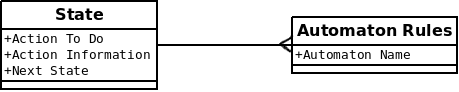 State
+Action To Do
+Action Information
+Next State
Automaton Rules
+Automaton Name